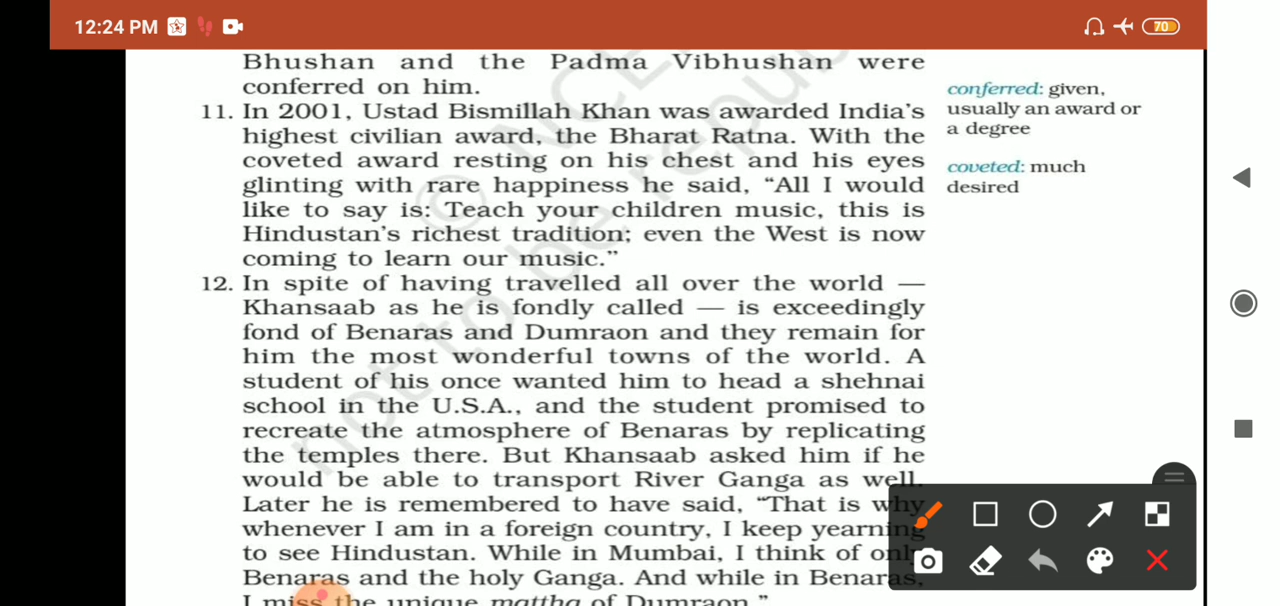 12:24 PM
70
Bhushan and the Padma Vibhushan were
conferred on him.
11. In 2001, Ustad Bismillah Khan was awarded India's
highest civilian award, the Bharat Ratna. With the
coveted award resting on his chest and his eyes
glinting with rare happiness he said, “All I would
like to say is: Teach your children music, this is
Hindustan's richest tradition; even the West is now
coming to learn our music.”
12. In spite of having travelled all over the world —
Khansaab as he is fondly called — is exceedingly
fond of Benaras and Dumraon and they remain for
him the most wonderful towns of the world. A
student of his once wanted him to head a shehnai
school in the U.S.A., and the student promised to
recreate the atmosphere of Benaras by replicating
the temples there. But Khansaab asked him if he
would be able to transport River Ganga as well.
Later he is remembered to have said, “That is why
whenever I am in a foreign country, I keep yearning
to see Hindustan. While in Mumbai, I think of only
Benaras and the holy Ganga. And while in Benaras,
I miss the unique mattha of Dumraon.”
conferred: given,
usually an award or
a degree
coveted: much
desired
not to be repu
© NCE